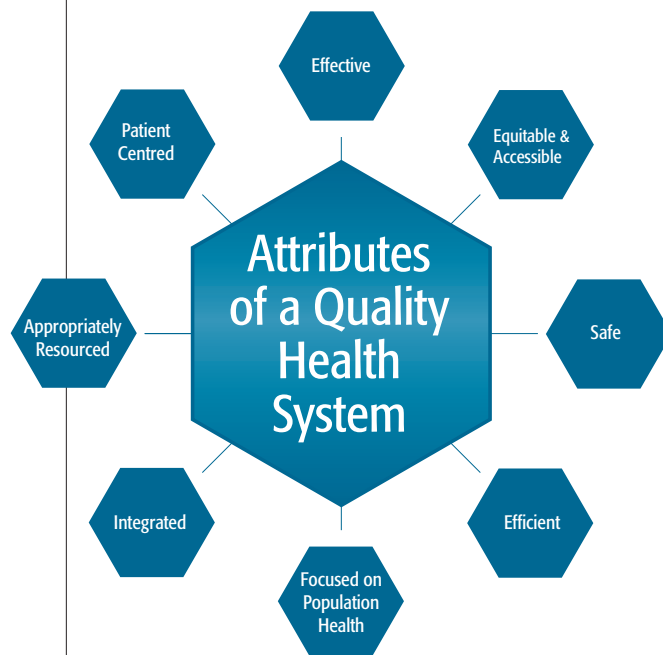 Effective
Patient
Centred
Equitable &
Accessible
Attributes
of a Quality
Health
System
Appropriately
Resourced
Safe
Integrated
Efficient
Focused on
Population
Health